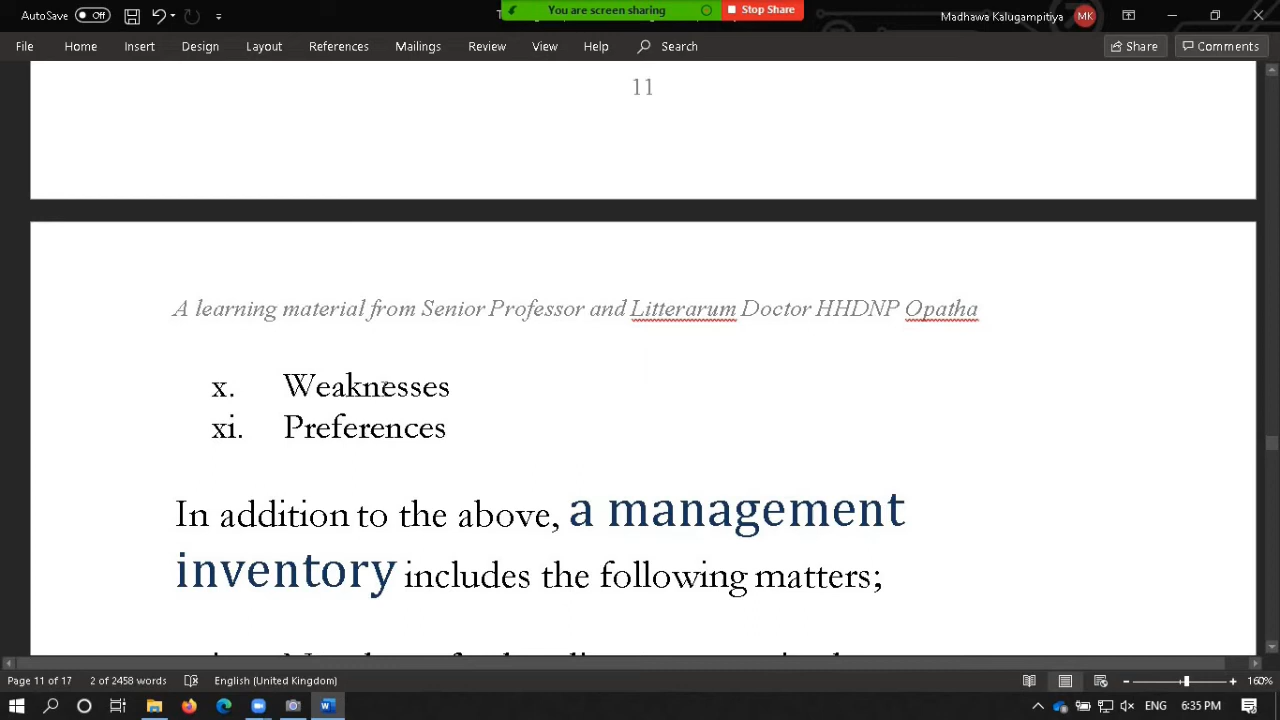 AutoSave Off
You are screen sharing Stop Share
Madhawa Kalugampitiya MK
File Home Insert Design Layout References Mailings Review View Help Search Share Comments
11
A learning material from Senior Professor and Litterarum Doctor HHDNP Opatha
x. Weaknesses
xi. Preferences
In addition to the above, a management
inventory includes the following matters;
Page 11 of 17 2 of 2458 words English (United Kingdom) 160%
ENG 6:35 PM